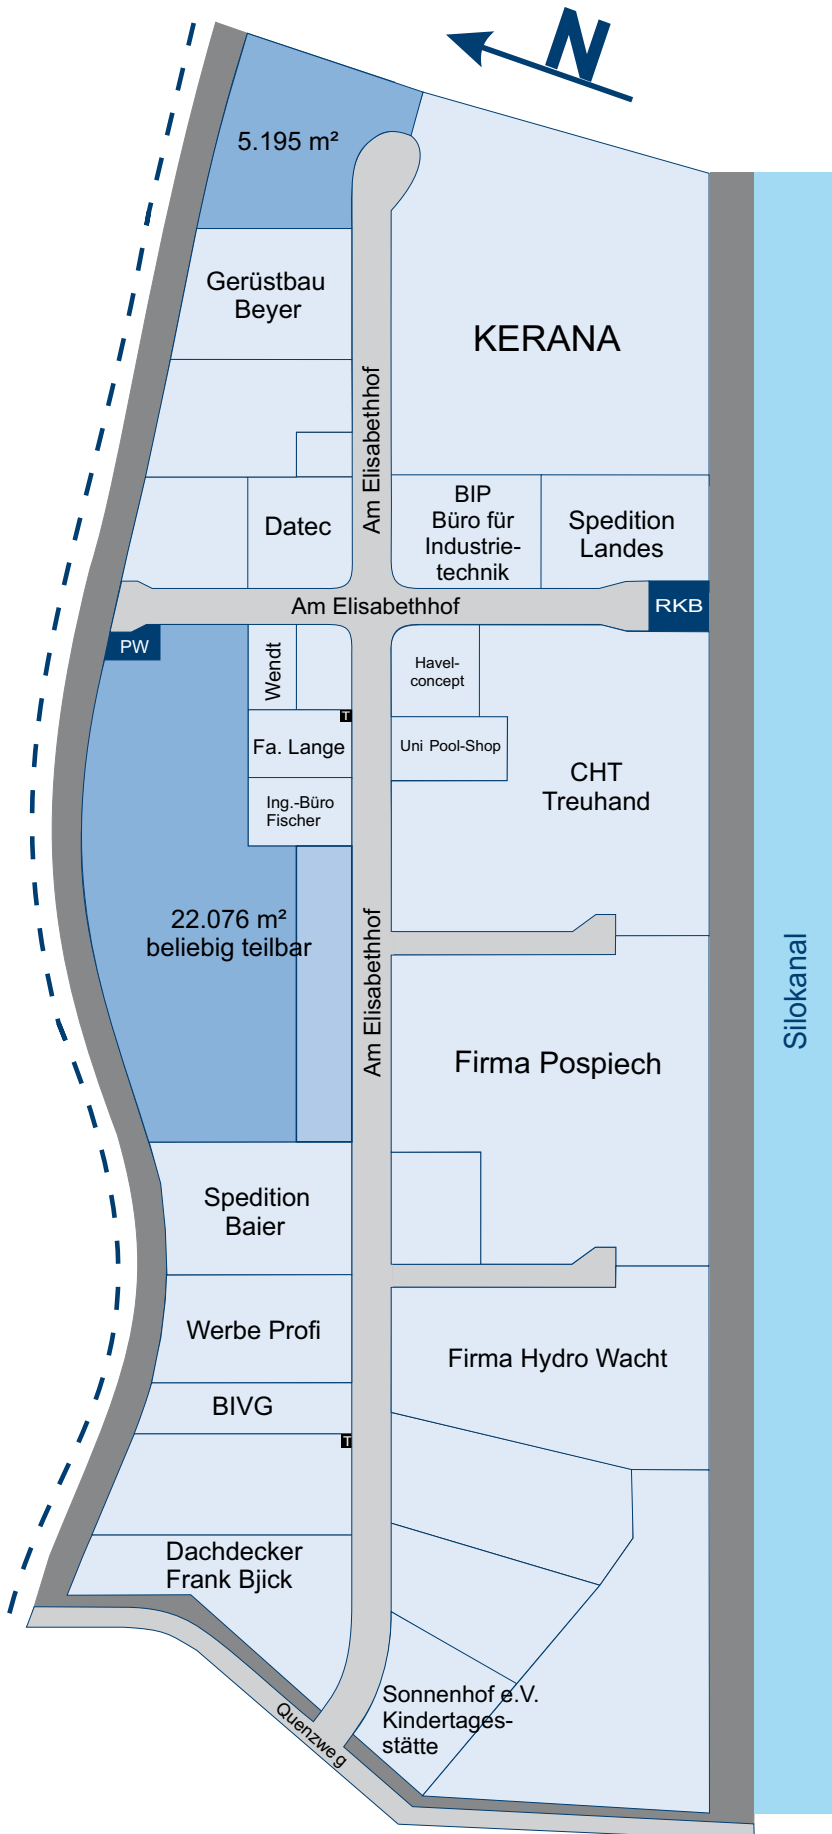 N
5.195 m²
Gerüstbau
Beyer
KERANA
Am Elisabethhof
Datec
BIP
Büro für
Industrie-
technik
Spedition
Landes
Am Elisabethhof
RKB
PW
Wendt
Havel-
concept
T
Fa. Lange
Uni Pool-Shop
CHT
Treuhand
Ing.-Büro
Fischer
22.076 m²
beliebig teilbar
Am Elisabethhof
Silokanal
Firma Pospiech
Spedition
Baier
Werbe Profi
Firma Hydro Wacht
BIVG
T
Dachdecker
Frank Bjick
Sonnenhof e.V.
Kindertages-
stätte
Quenzweg